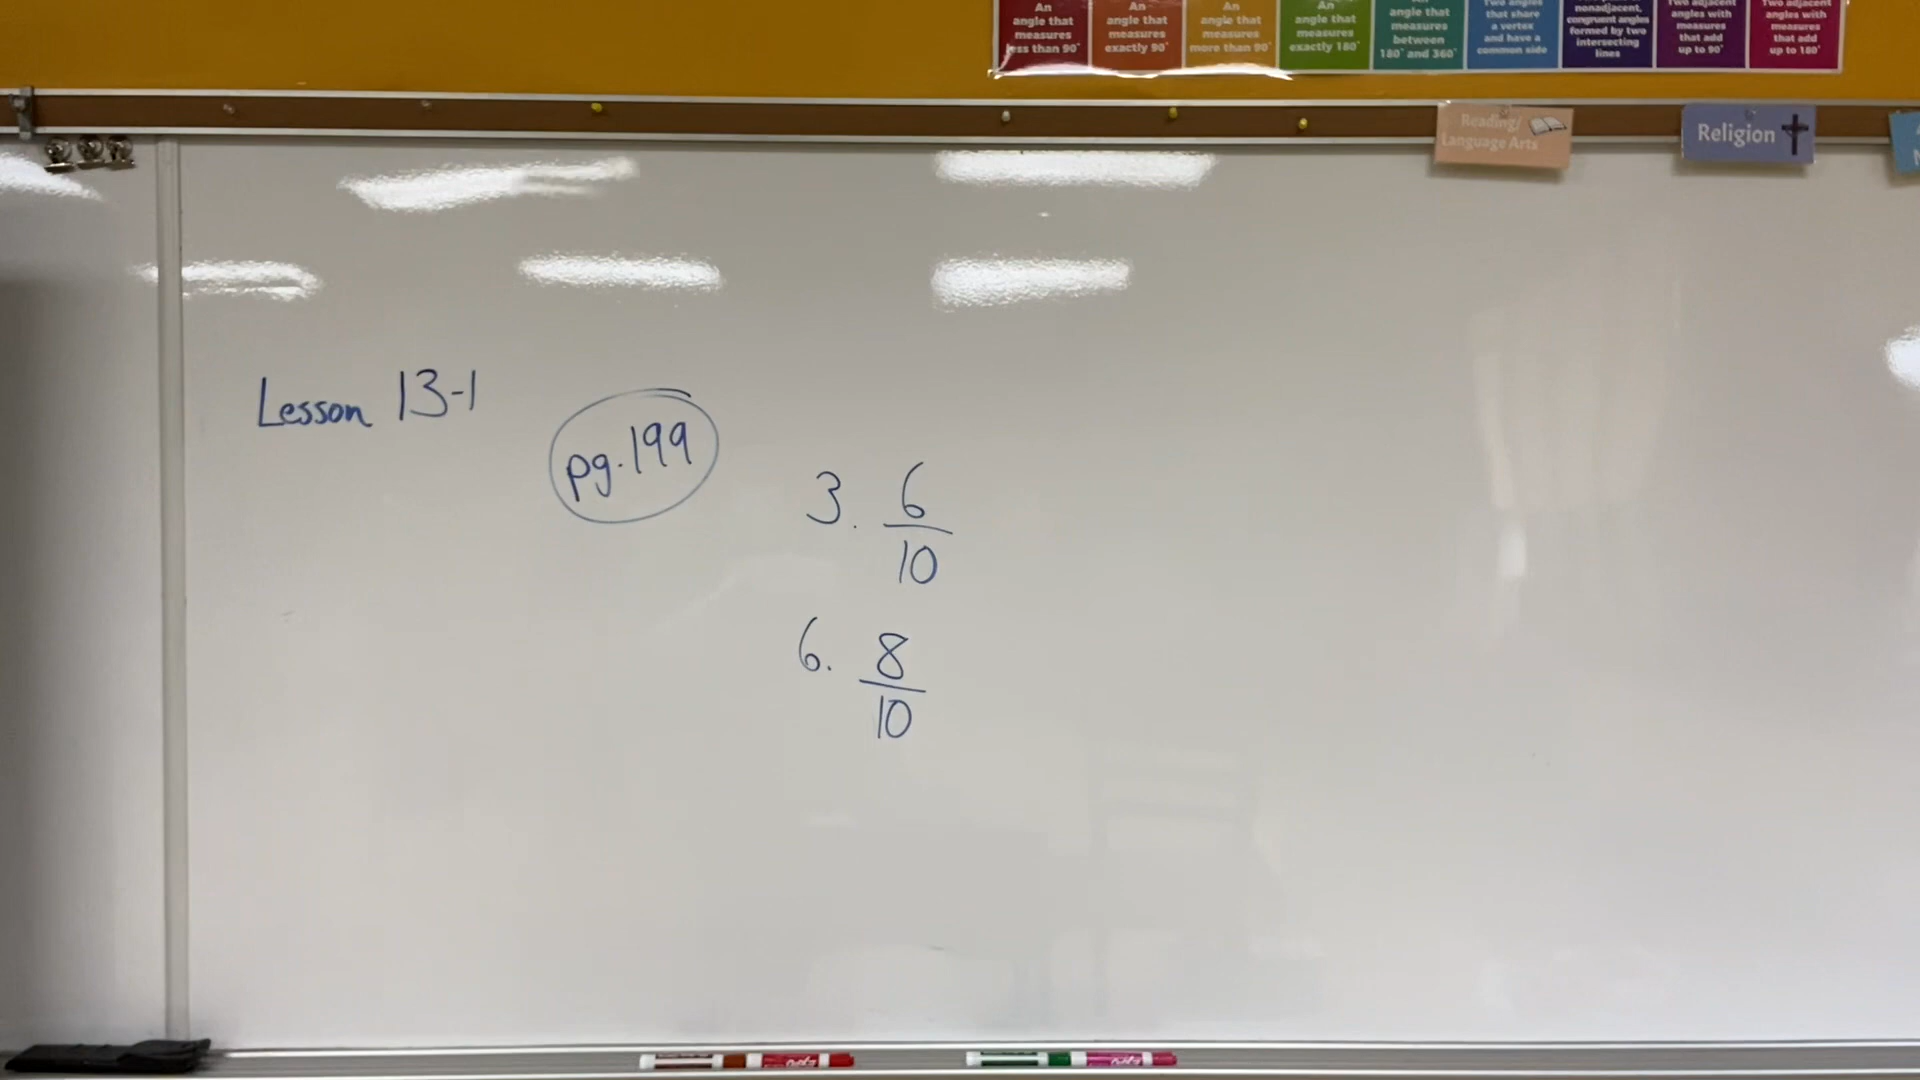 An
angle that
measures
less than 90°
An
angle that
measures
exactly 90°
An
angle that
measures
more than 90°
An
angle that
measures
exactly 180°
angle that
measures
between
180° and 360°
Two angles
that share
a vertex
and have a
common side
nonadjacent,
congruent angles
formed by two
intersecting
lines
Two adjacent
angles with
measures
that add
up to 90°
Two adjacent
angles with
measures
that add
up to 180°
Reading/
Language Arts
Religion
Lesson 13-1
pg. 199
3. 6
10
6. 8
10